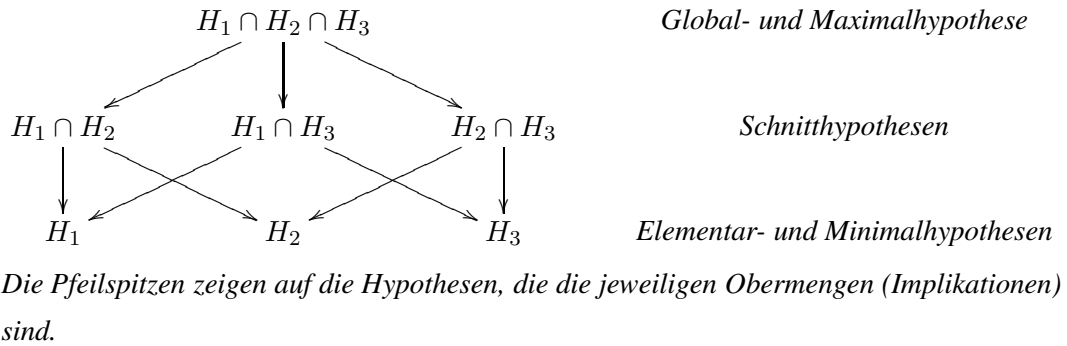 H₁ ∩ H₂ ∩ H₃ Global- und Maximalhypothese
H₁ ∩ H₂ H₁ ∩ H₃ H₂ ∩ H₃ Schnitthypothesen
H₁ H₂ H₃ Elementar- und Minimalhypothesen
Die Pfeilspitzen zeigen auf die Hypothesen, die die jeweiligen Obermengen (Implikationen)
sind.